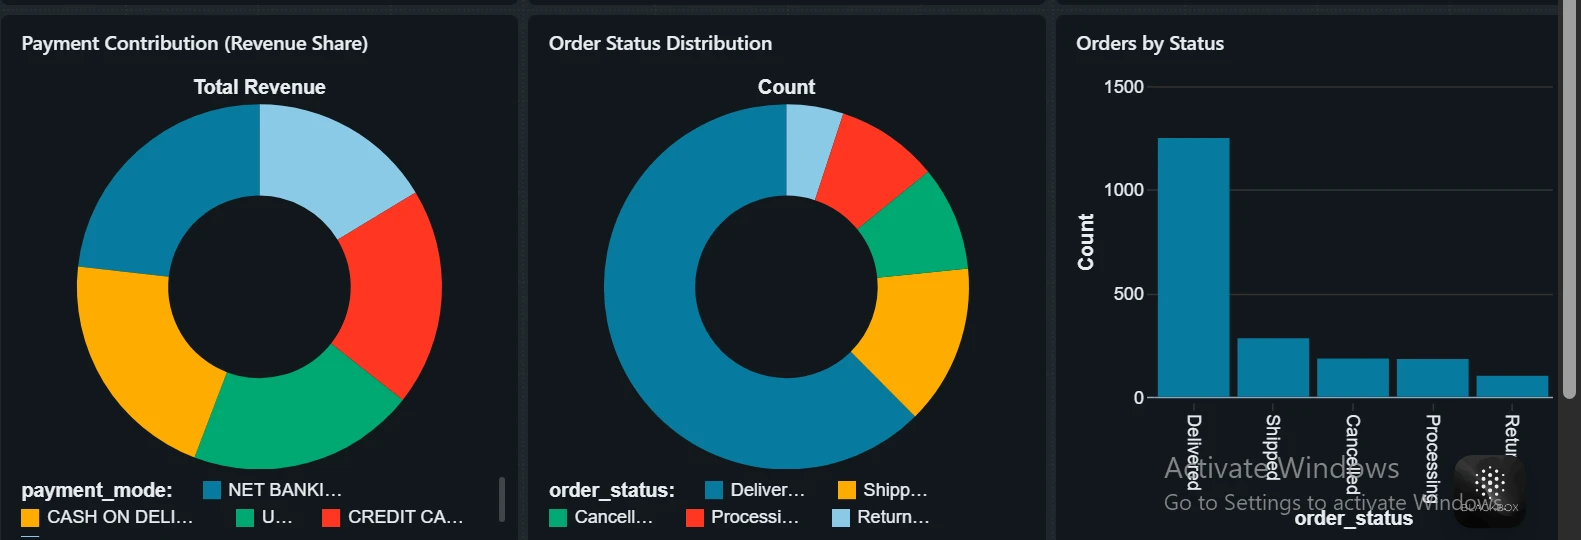 Payment Contribution (Revenue Share)
Total Revenue
payment_mode:
NET BANKI...
CASH ON DELI...
U...
CREDIT CA...
Order Status Distribution
Count
order_status:
Deliver...
Shipp...
Cancell...
Processi...
Return...
Orders by Status
1500
1000
500
0
Count
Delivered
Shipped
Cancelled
Processing
Retur
order_status
Activate Windows
Go to Settings to activate Windows.
BLACKBOX